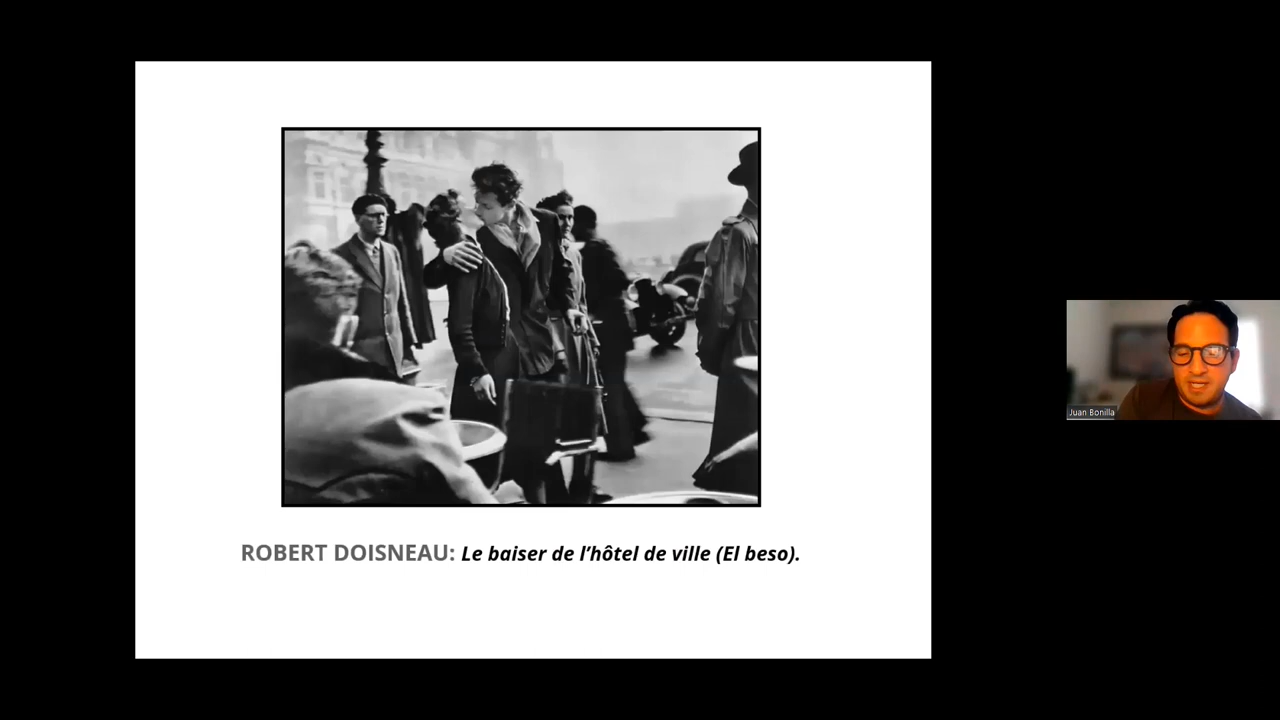 ROBERT DOISNEAU: Le baiser de l’hôtel de ville (El beso).
Juan Bonilla